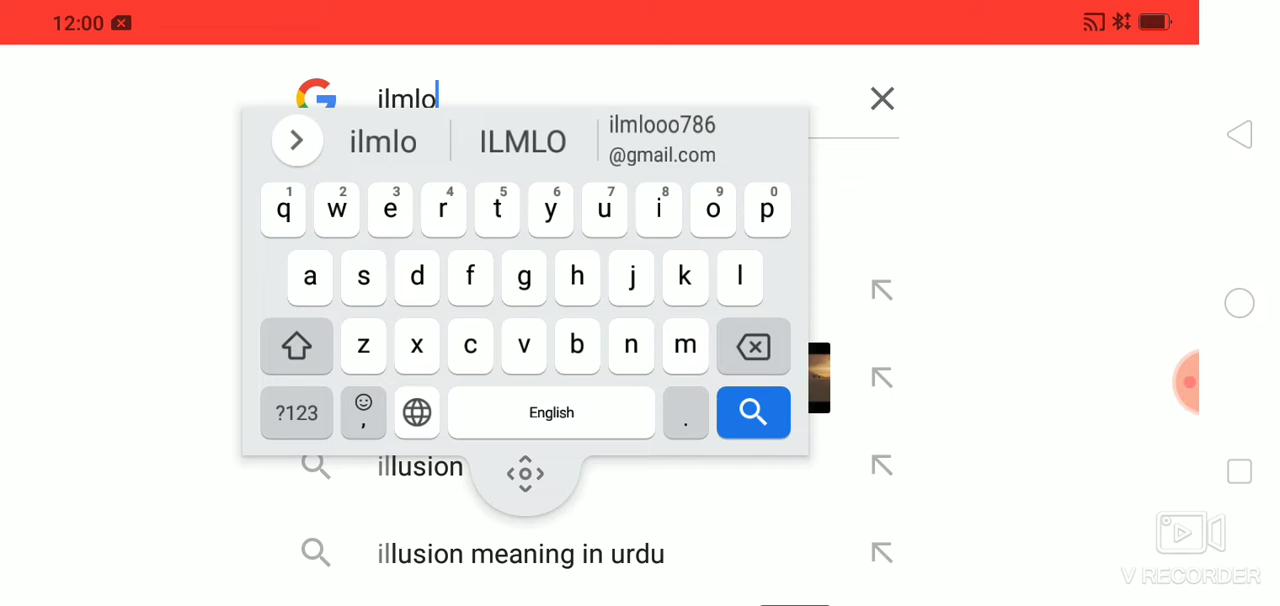 12:00
ilmlo
ilmlo ILMLO ilmlooo786
@gmail.com
1 2 3 4 5 6 7 8 9 0
q w e r t y u i o p
a s d f g h j k l
z x c v b n m
?123 , English .
illusion
illusion meaning in urdu
V RECORDER